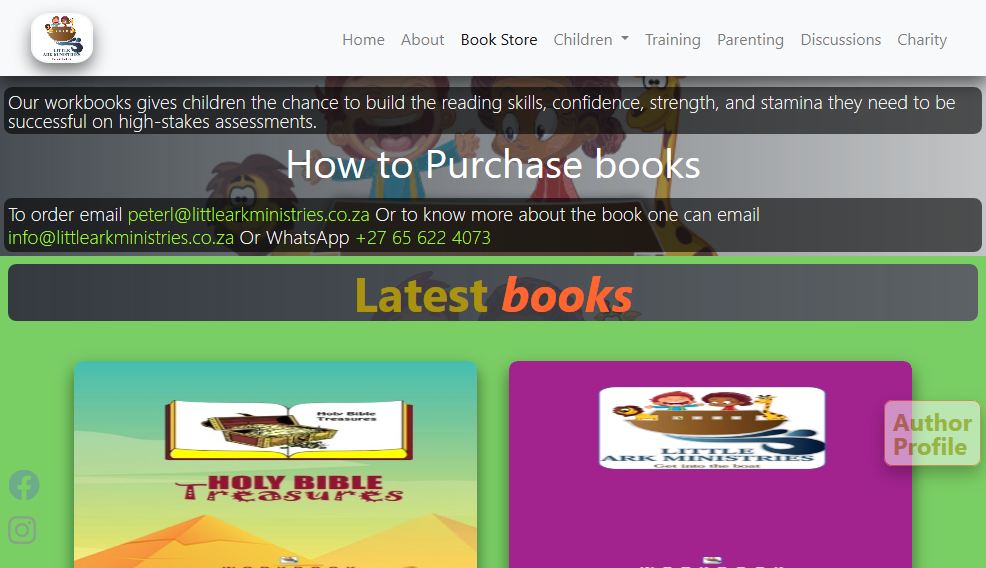 LITTLE
ARK MINISTRIES
Home About Book Store Children Training Parenting Discussions Charity
Our workbooks gives children the chance to build the reading skills, confidence, strength, and stamina they need to be
successful on high-stakes assessments.
How to Purchase books
To order email peterl@littlearkministries.co.za Or to know more about the book one can email
info@littlearkministries.co.za Or WhatsApp +27 65 622 4073
Latest books
Holy Bible
Treasures
HOLY BIBLE
Treasures
LITTLE
ARK MINISTRIES
Get into the boat
Author
Profile